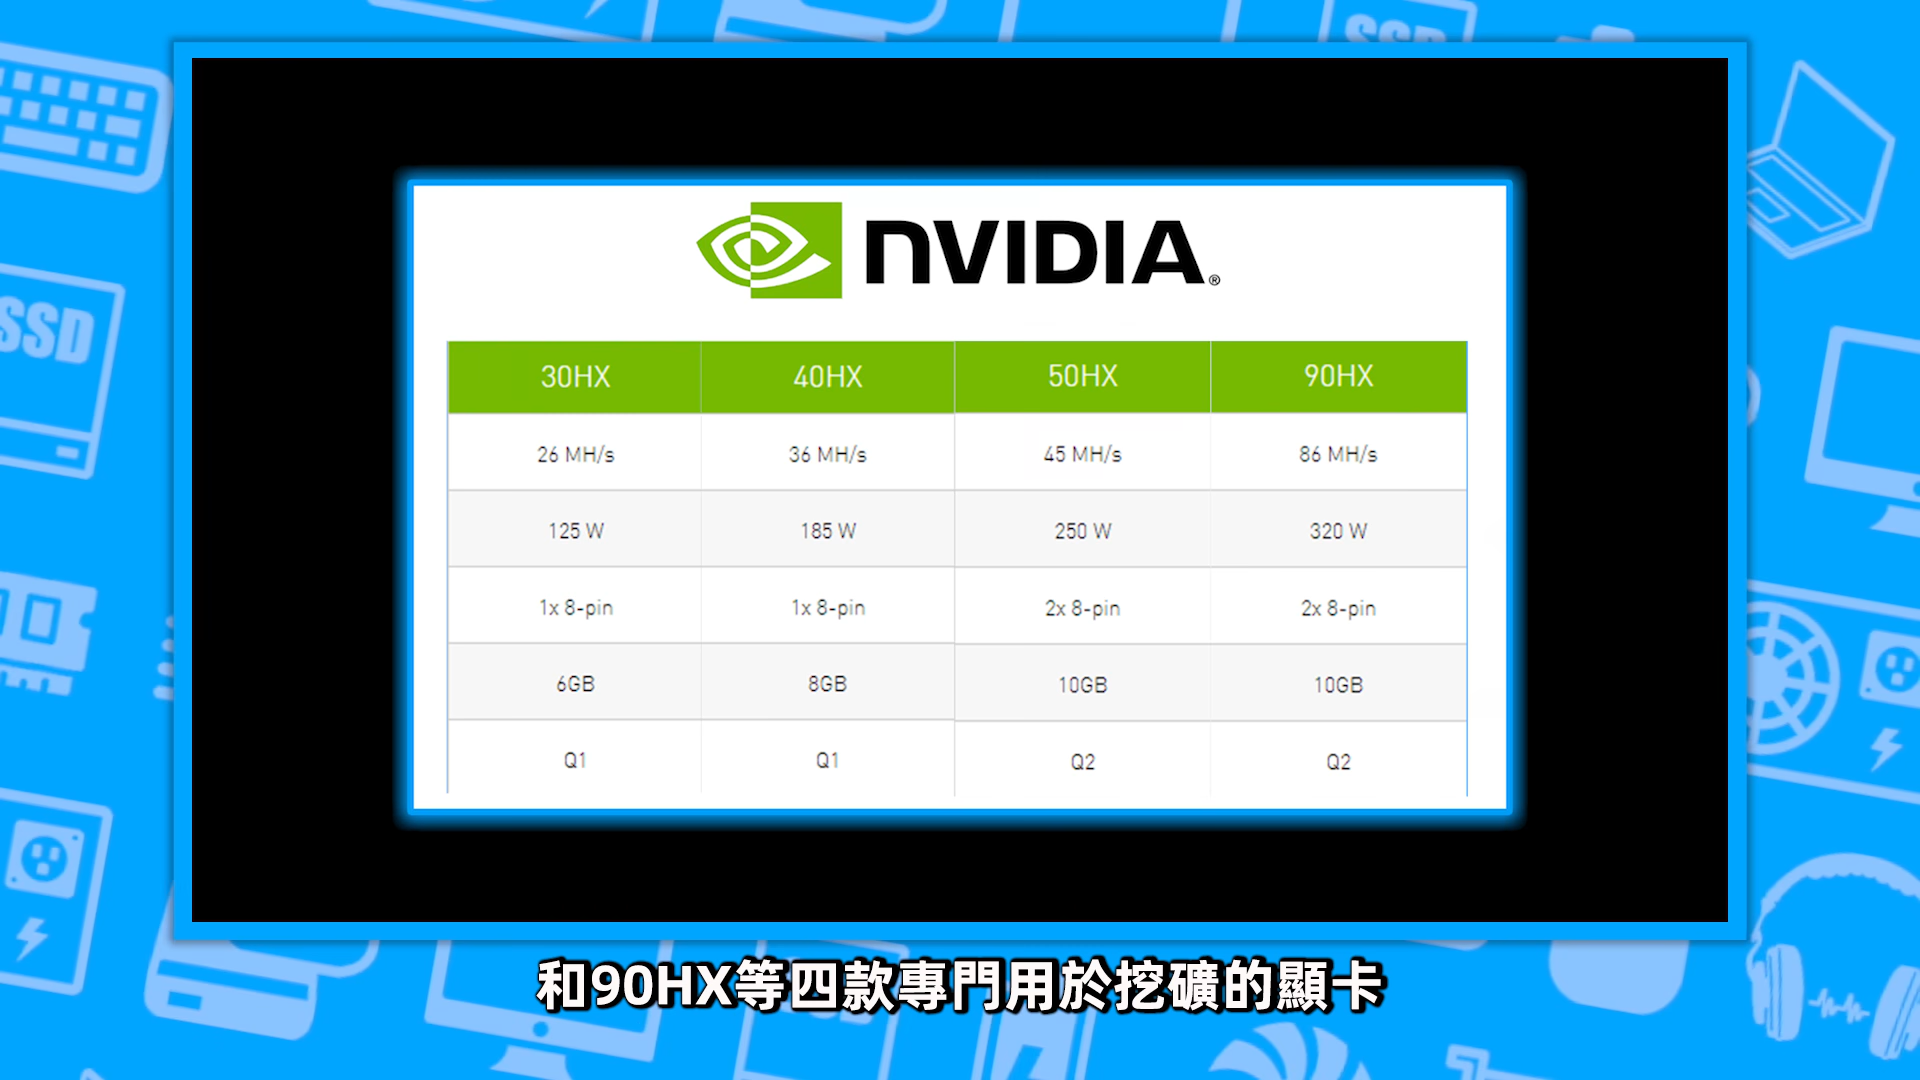 SSD
NVIDIA®
30HX 40HX 50HX 90HX
26 MH/s 36 MH/s 45 MH/s 86 MH/s
125 W 185 W 250 W 320 W
1x 8-pin 1x 8-pin 2x 8-pin 2x 8-pin
6GB 8GB 10GB 10GB
Q1 Q1 Q2 Q2
SSD
和90HX等四款專門用於挖礦的顯卡